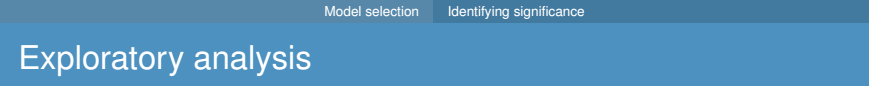 Model selection Identifying significance
Exploratory analysis